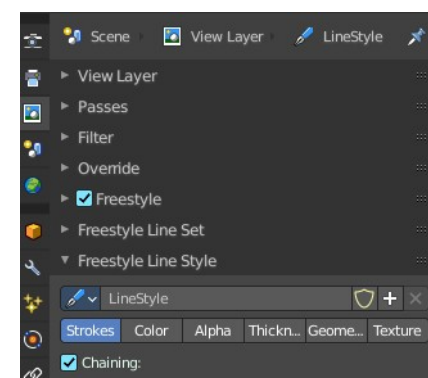 Scene View Layer LineStyle
View Layer
Passes
Filter
Override
Freestyle
Freestyle Line Set
Freestyle Line Style
LineStyle
Strokes Color Alpha Thickn... Geome... Texture
Chaining: